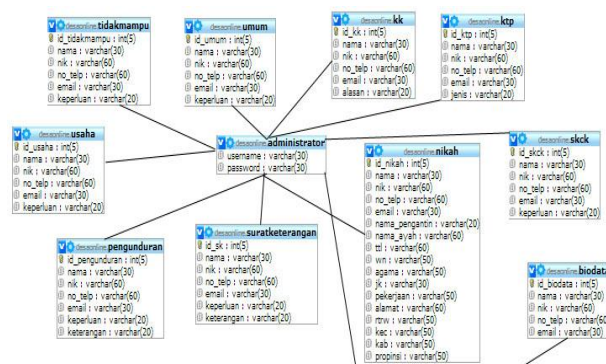 desaonline tidakmampu
id_tidakmampu : int(5)
nama : varchar(30)
nik : varchar(60)
no_telp : varchar(60)
email : varchar(30)
keperluan : varchar(20)
desaonline umum
id_umum : int(5)
nama : varchar(30)
nik : varchar(60)
no_telp : varchar(60)
email : varchar(30)
keperluan : varchar(20)
desaonline kk
id_kk : int(5)
nama : varchar(30)
nik : varchar(60)
no_telp : varchar(60)
email : varchar(30)
alasan : varchar(20)
desaonline ktp
id_ktp : int(5)
nama : varchar(30)
nik : varchar(60)
no_telp : varchar(60)
email : varchar(30)
jenis : varchar(20)
desaonline usaha
id_usaha : int(5)
nama : varchar(30)
nik : varchar(60)
no_telp : varchar(60)
email : varchar(30)
keperluan : varchar(20)
desaonline administrator
username : varchar(30)
password : varchar(30)
desaonline nikah
id_nikah : int(5)
nama : varchar(30)
nik : varchar(60)
no_telp : varchar(60)
email : varchar(30)
nama_pengantin : varchar(20)
nama_ayah : varchar(60)
ttl : varchar(60)
wn : varchar(50)
agama : varchar(50)
jk : varchar(30)
pekerjaan : varchar(50)
alamat : varchar(60)
rtrw : varchar(50)
kec : varchar(50)
kab : varchar(50)
propinsi : varchar(50)
desaonline skck
id_skck : int(5)
nama : varchar(30)
nik : varchar(60)
no_telp : varchar(60)
email : varchar(30)
keperluan : varchar(20)
desaonline pengunduran
id_pengunduran : int(5)
nama : varchar(30)
nik : varchar(60)
no_telp : varchar(60)
email : varchar(30)
keperluan : varchar(20)
keterangan : varchar(20)
desaonline suratketerangan
id_sk : int(5)
nama : varchar(30)
nik : varchar(60)
no_telp : varchar(60)
email : varchar(30)
keperluan : varchar(20)
keterangan : varchar(20)
desaonline biodata
id_biodata : int(5)
nama : varchar(30)
nik : varchar(60)
no_telp : varchar(60
email : varchar(30)